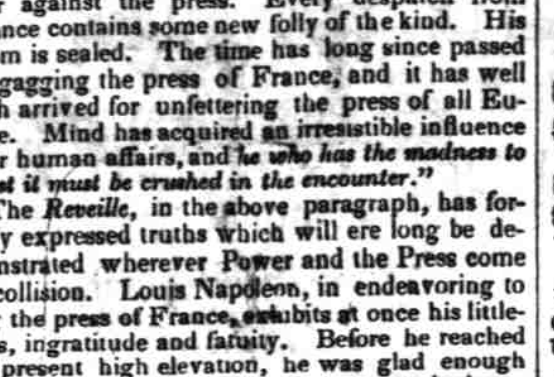 against the press. Every despatch from
nce contains some new folly of the kind. His
m is sealed. The time has long since passed
gagging the press of France, and it has well
h arrived for unfettering the press of all Eu-
e. Mind has acquired an irresistible influence
r human affairs, and he who has the madness to
st it must be crushed in the encounter."
The Reveille, in the above paragraph, has for-
y expressed truths which will ere long be de-
nstrated wherever Power and the Press come
collision. Louis Napoleon, in endeavoring to
the press of France, exhibits at once his little-
s, ingratitude and fatuity. Before he reached
present high elevation, he was glad enough